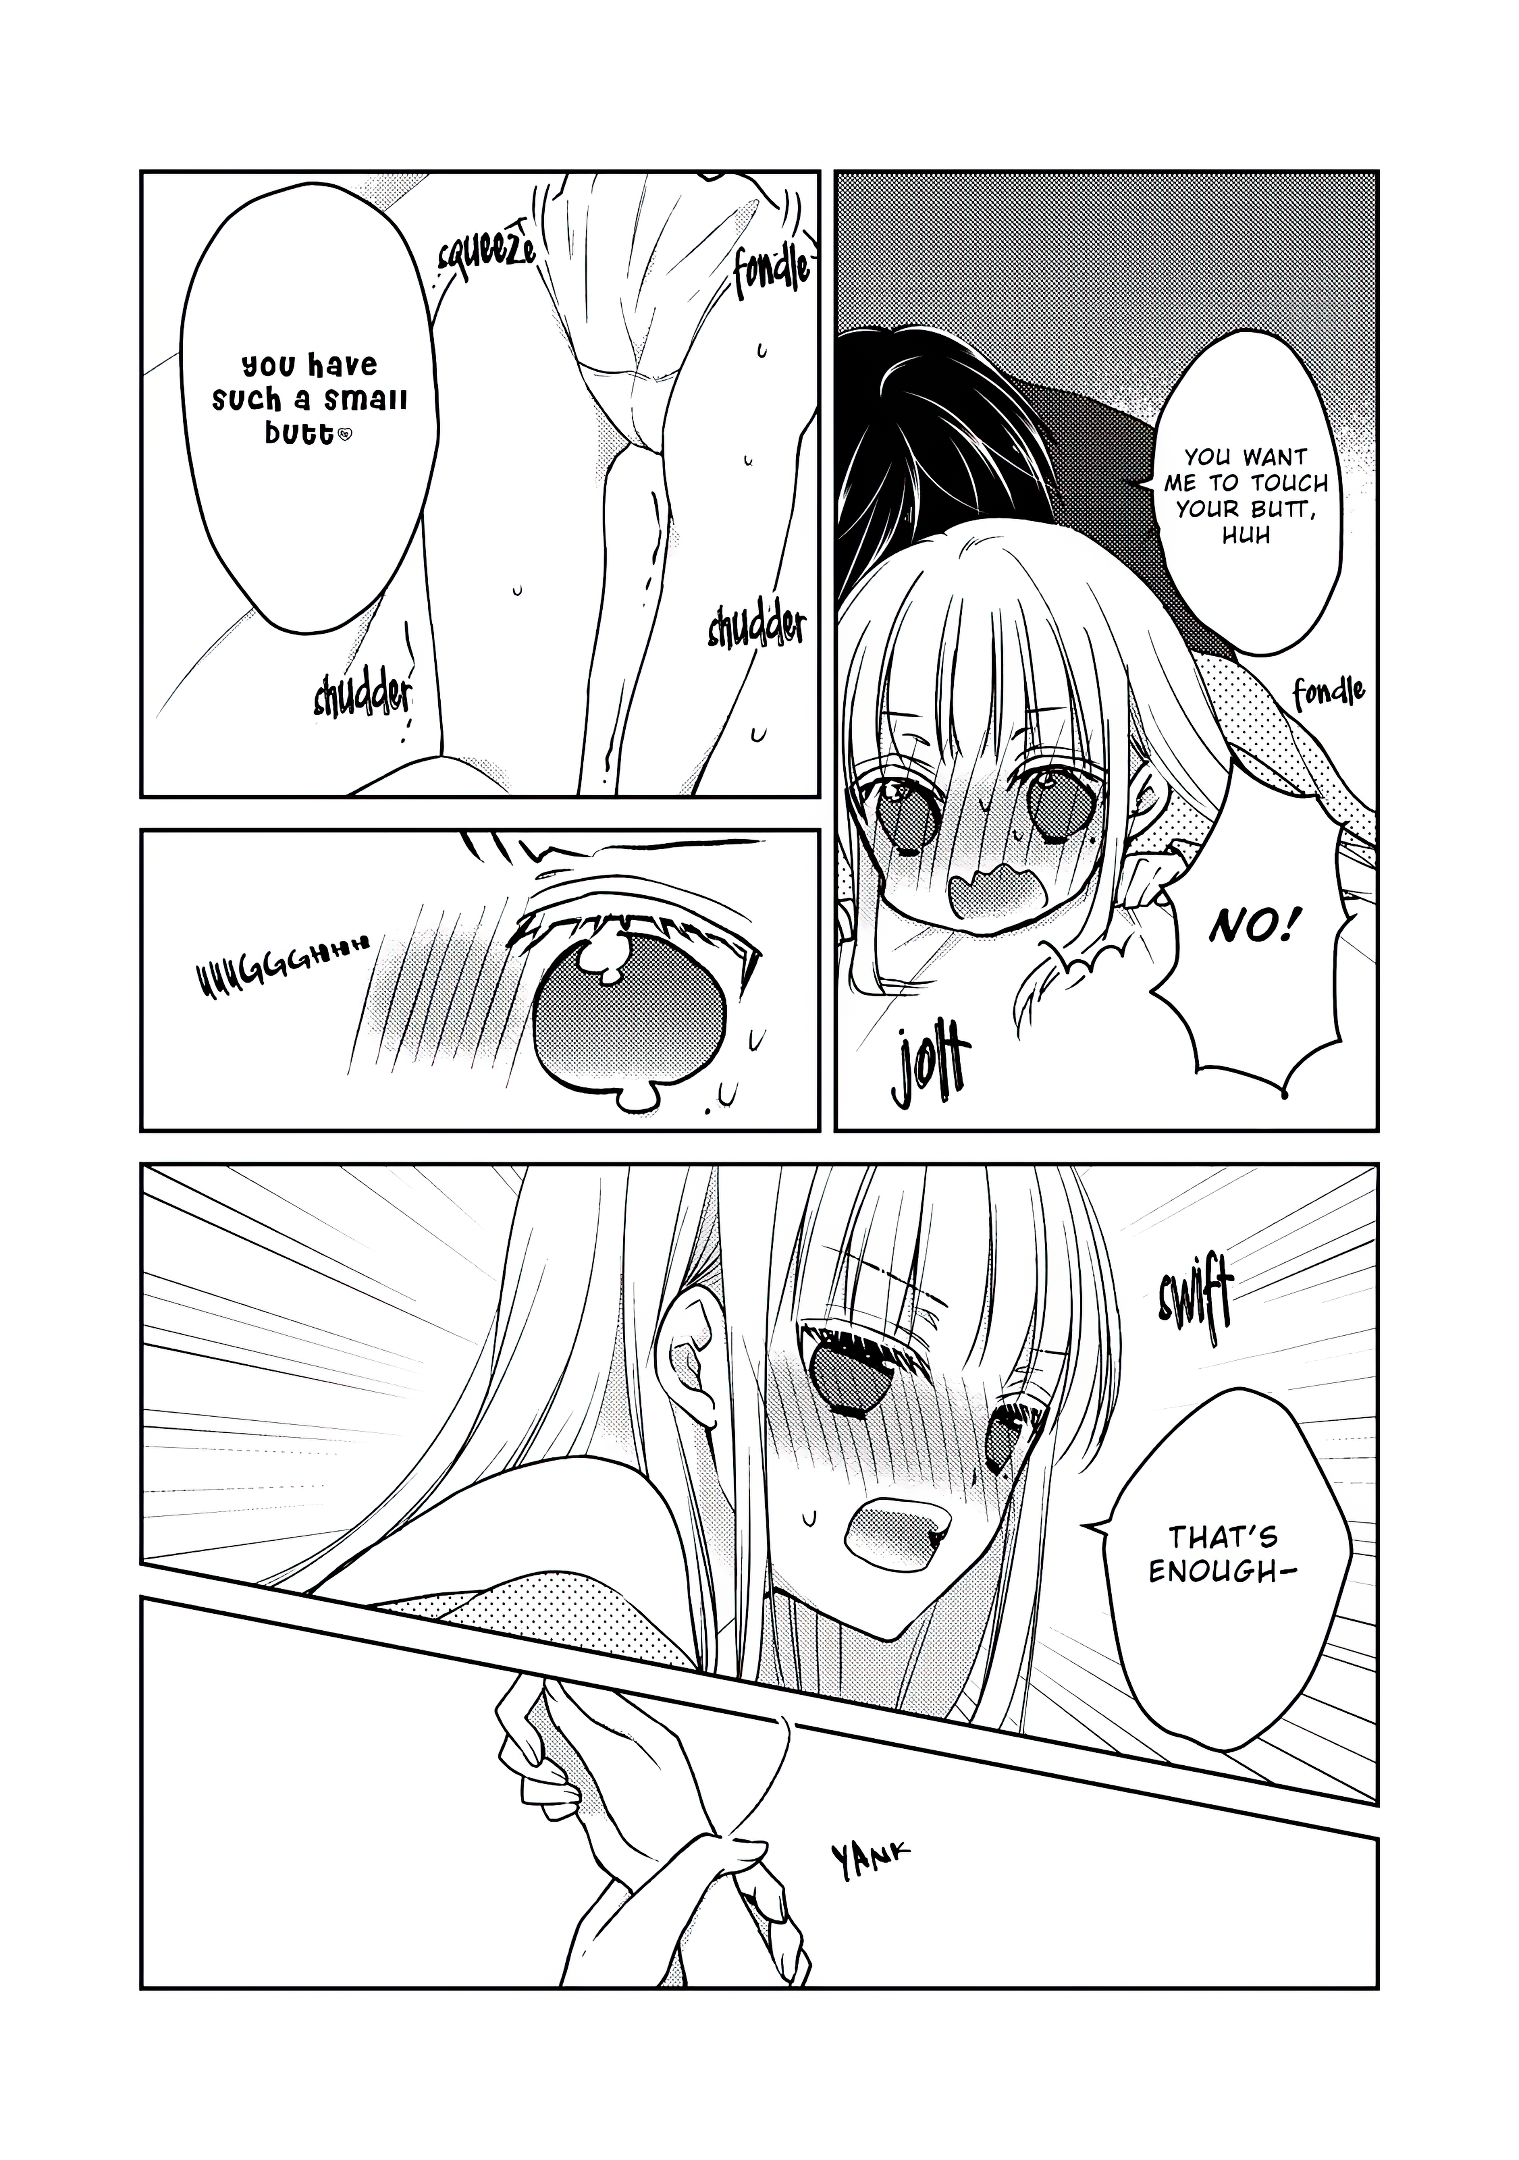 YOU WANT
ME TO TOUCH
YOUR BUTT,
HUH
fondle
NO!
jolt
squeeze
fondle
you have
such a small
butt♡
shudder
shudder
uuuGGGHHHH
swift
THAT'S
ENOUGH–
YANK